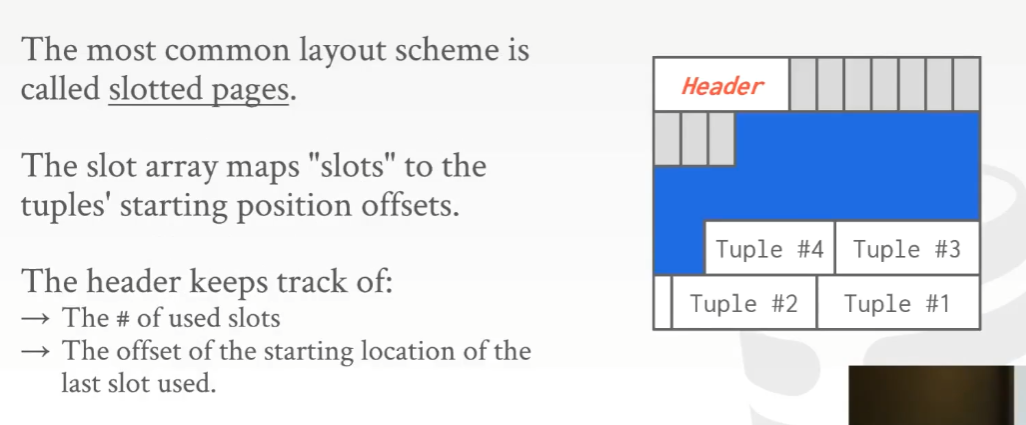 The most common layout scheme is
called slotted pages.
The slot array maps "slots" to the
tuples' starting position offsets.
The header keeps track of:
→ The # of used slots
→ The offset of the starting location of the
last slot used.
Header
Tuple #4
Tuple #3
Tuple #2
Tuple #1